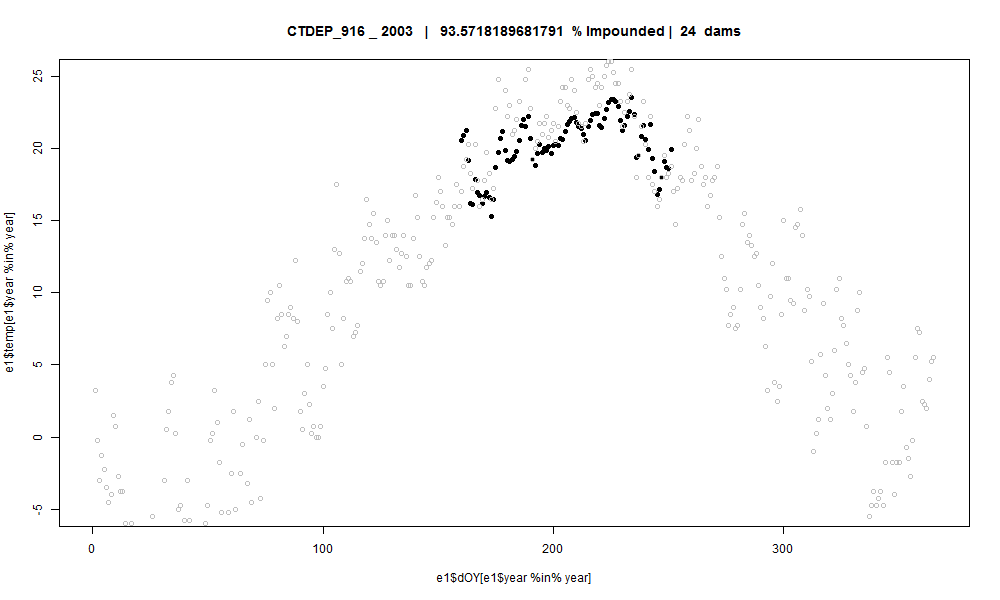 CTDEP_916 _ 2003 | 93.5718189681791 % Impounded | 24 dams
e1$temp[e1$year %in% year]
25
20
15
10
5
0
-5
0 100 200 300
e1$dOY[e1$year %in% year]